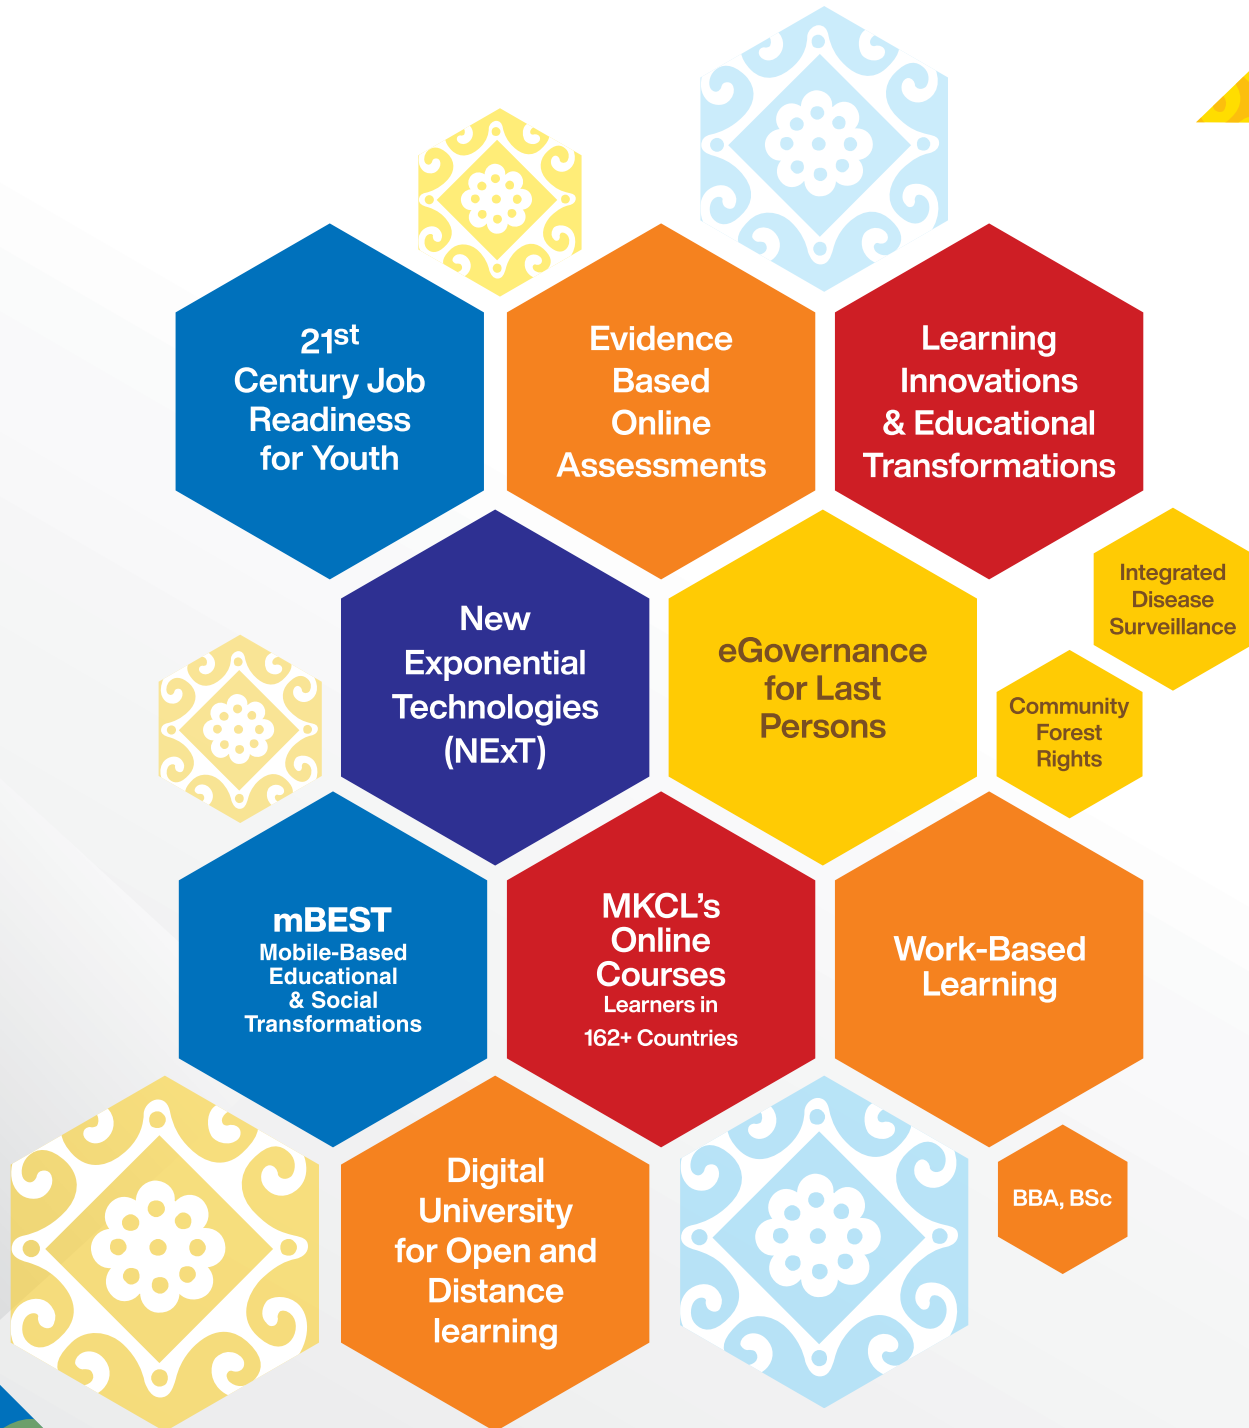 21st
Century Job
Readiness
for Youth
Evidence
Based
Online
Assessments
Learning
Innovations
& Educational
Transformations
New
Exponential
Technologies
(NExT)
eGovernance
for Last
Persons
Integrated
Disease
Surveillance
Community
Forest
Rights
mBEST
Mobile-Based
Educational
& Social
Transformations
MKCL's
Online
Courses
Learners in
162+ Countries
Work-Based
Learning
Digital
University
for Open and
Distance
learning
BBA, BSc